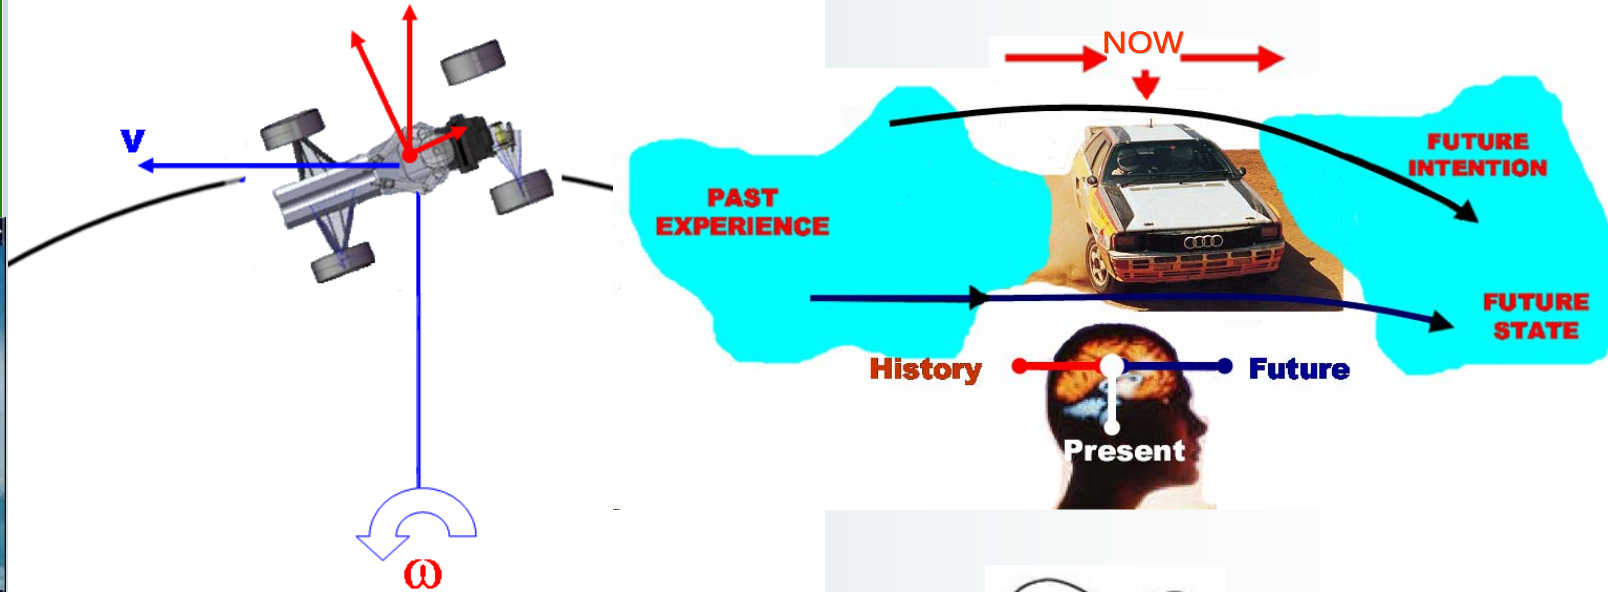 V
ω
NOW
PAST
EXPERIENCE
FUTURE
INTENTION
FUTURE
STATE
History
Future
Present